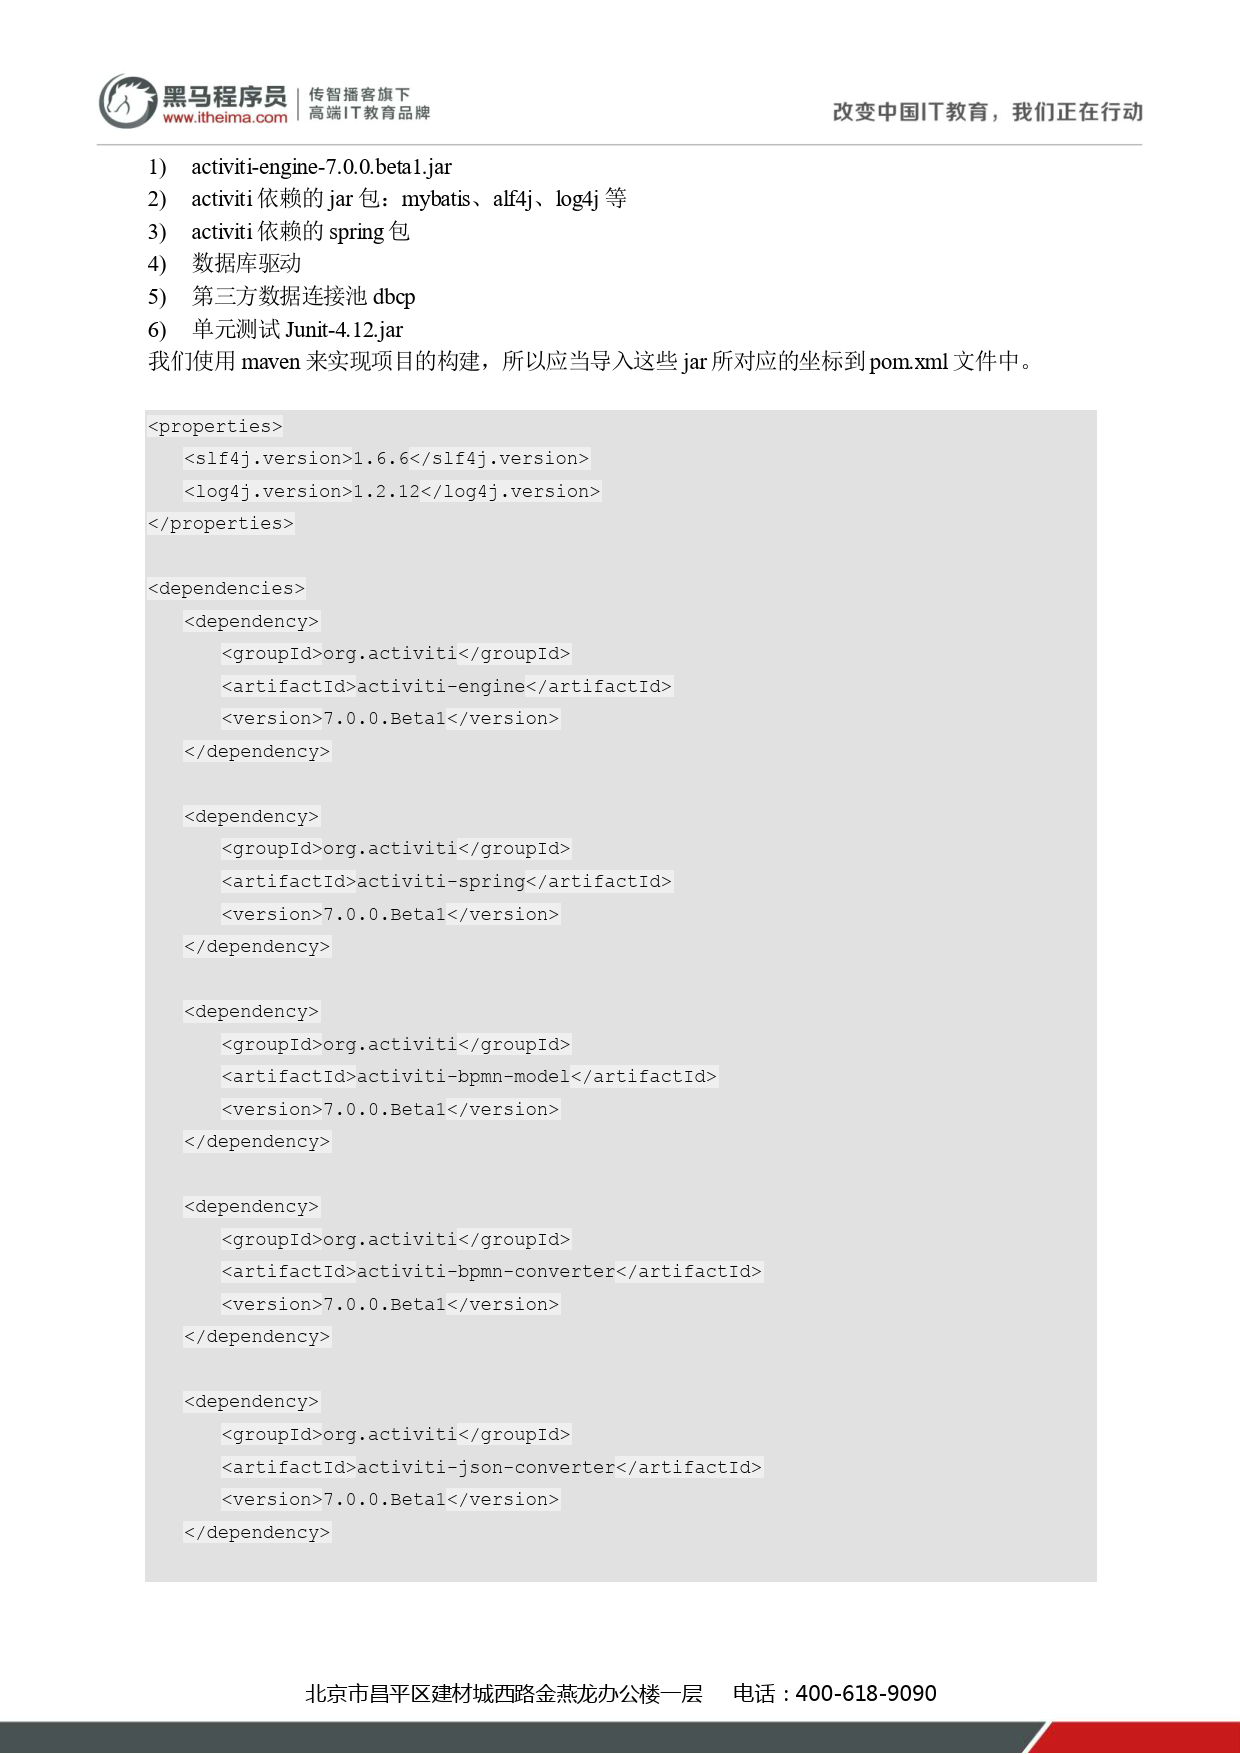 黑马程序员
www.itheima.com
传智播客旗下
高端IT教育品牌
改变中国IT教育，我们正在行动
1) activiti-engine-7.0.0.beta1.jar
2) activiti 依赖的 jar 包：mybatis、alf4j、log4j 等
3) activiti 依赖的 spring 包
4) 数据库驱动
5) 第三方数据连接池 dbcp
6) 单元测试 Junit-4.12.jar
我们使用 maven 来实现项目的构建，所以应当导入这些 jar 所对应的坐标到 pom.xml 文件中。
<properties>
    <slf4j.version>1.6.6</slf4j.version>
    <log4j.version>1.2.12</log4j.version>
</properties>
<dependencies>
    <dependency>
        <groupId>org.activiti</groupId>
        <artifactId>activiti-engine</artifactId>
        <version>7.0.0.Beta1</version>
    </dependency>
    <dependency>
        <groupId>org.activiti</groupId>
        <artifactId>activiti-spring</artifactId>
        <version>7.0.0.Beta1</version>
    </dependency>
    <dependency>
        <groupId>org.activiti</groupId>
        <artifactId>activiti-bpmn-model</artifactId>
        <version>7.0.0.Beta1</version>
    </dependency>
    <dependency>
        <groupId>org.activiti</groupId>
        <artifactId>activiti-bpmn-converter</artifactId>
        <version>7.0.0.Beta1</version>
    </dependency>
    <dependency>
        <groupId>org.activiti</groupId>
        <artifactId>activiti-json-converter</artifactId>
        <version>7.0.0.Beta1</version>
    </dependency>
北京市昌平区建材城西路金燕龙办公楼一层 电话：400-618-9090